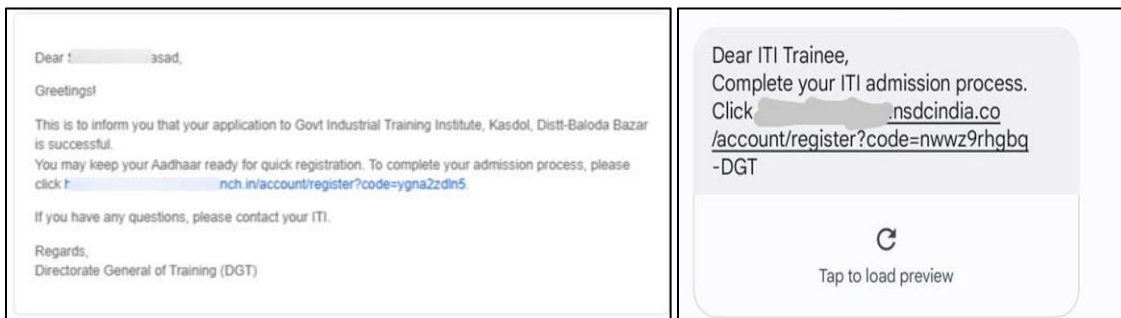 Dear
Greetings!
This is to inform you that your application to Govt Industrial Training Institute, Kasdol, Distt-Baloda Bazar
is successful.
You may keep your Aadhaar ready for quick registration. To complete your admission process, please
click nch.in/account/register?code=ygna2zdln5.
If you have any questions, please contact your ITI.
Regards,
Directorate General of Training (DGT)
Dear ITI Trainee,
Complete your ITI admission process.
Click .nsdcindia.co
/account/register?code=nwwz9rhgbq
-DGT
Tap to load preview